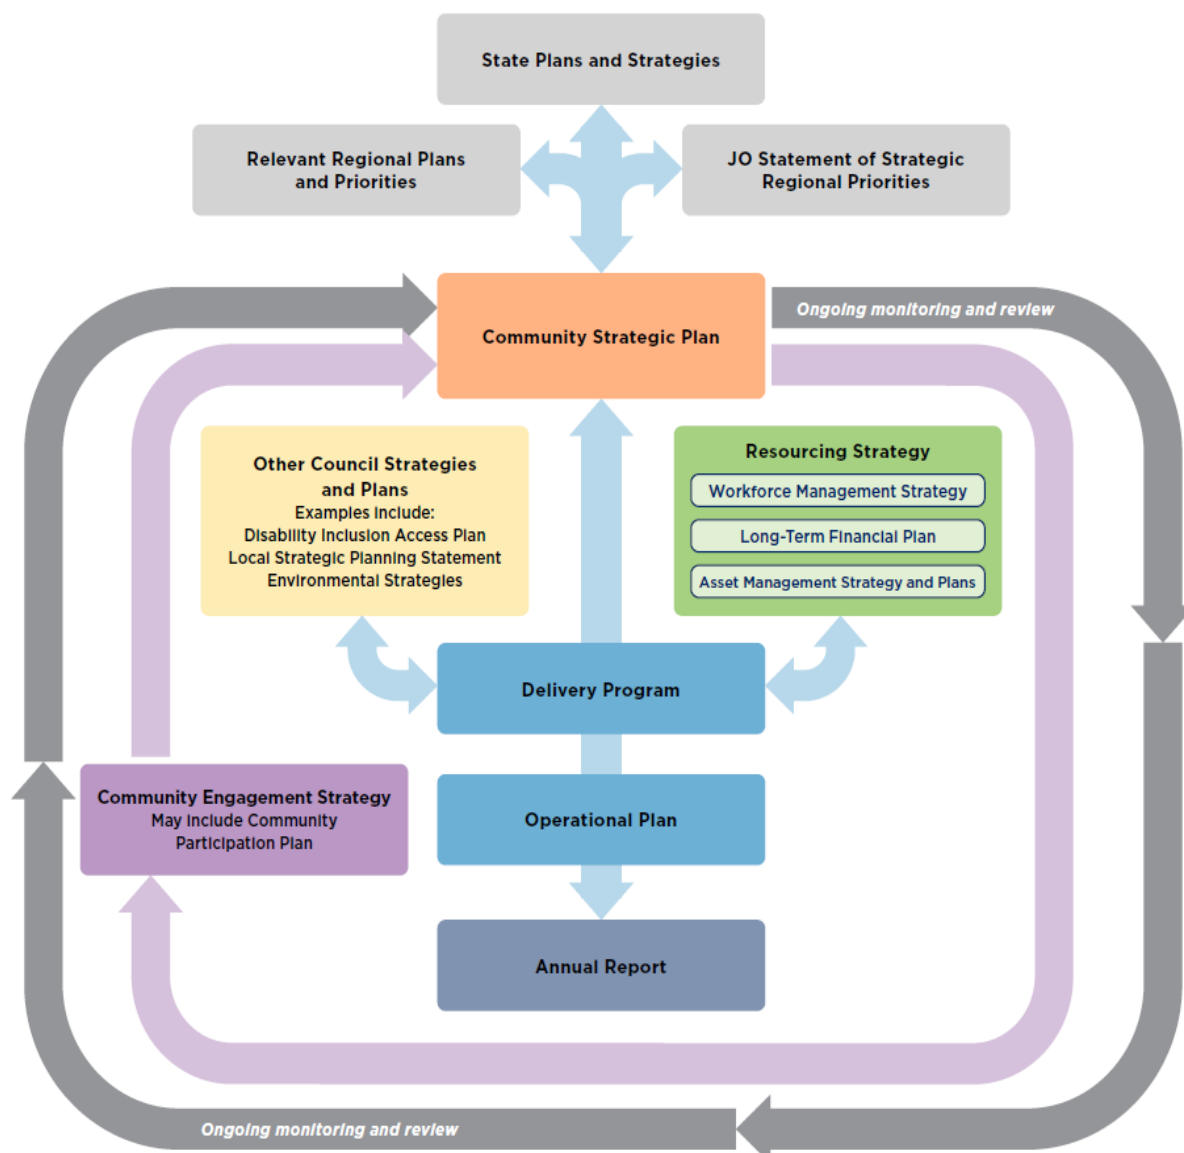 State Plans and Strategies
Relevant Regional Plans
and Priorities
JO Statement of Strategic
Regional Priorities
Ongoing monitoring and review
Community Strategic Plan
Other Council Strategies
and Plans
Examples include:
Disability Inclusion Access Plan
Local Strategic Planning Statement
Environmental Strategies
Resourcing Strategy
Workforce Management Strategy
Long-Term Financial Plan
Asset Management Strategy and Plans
Delivery Program
Community Engagement Strategy
May include Community
Participation Plan
Operational Plan
Annual Report
Ongoing monitoring and review